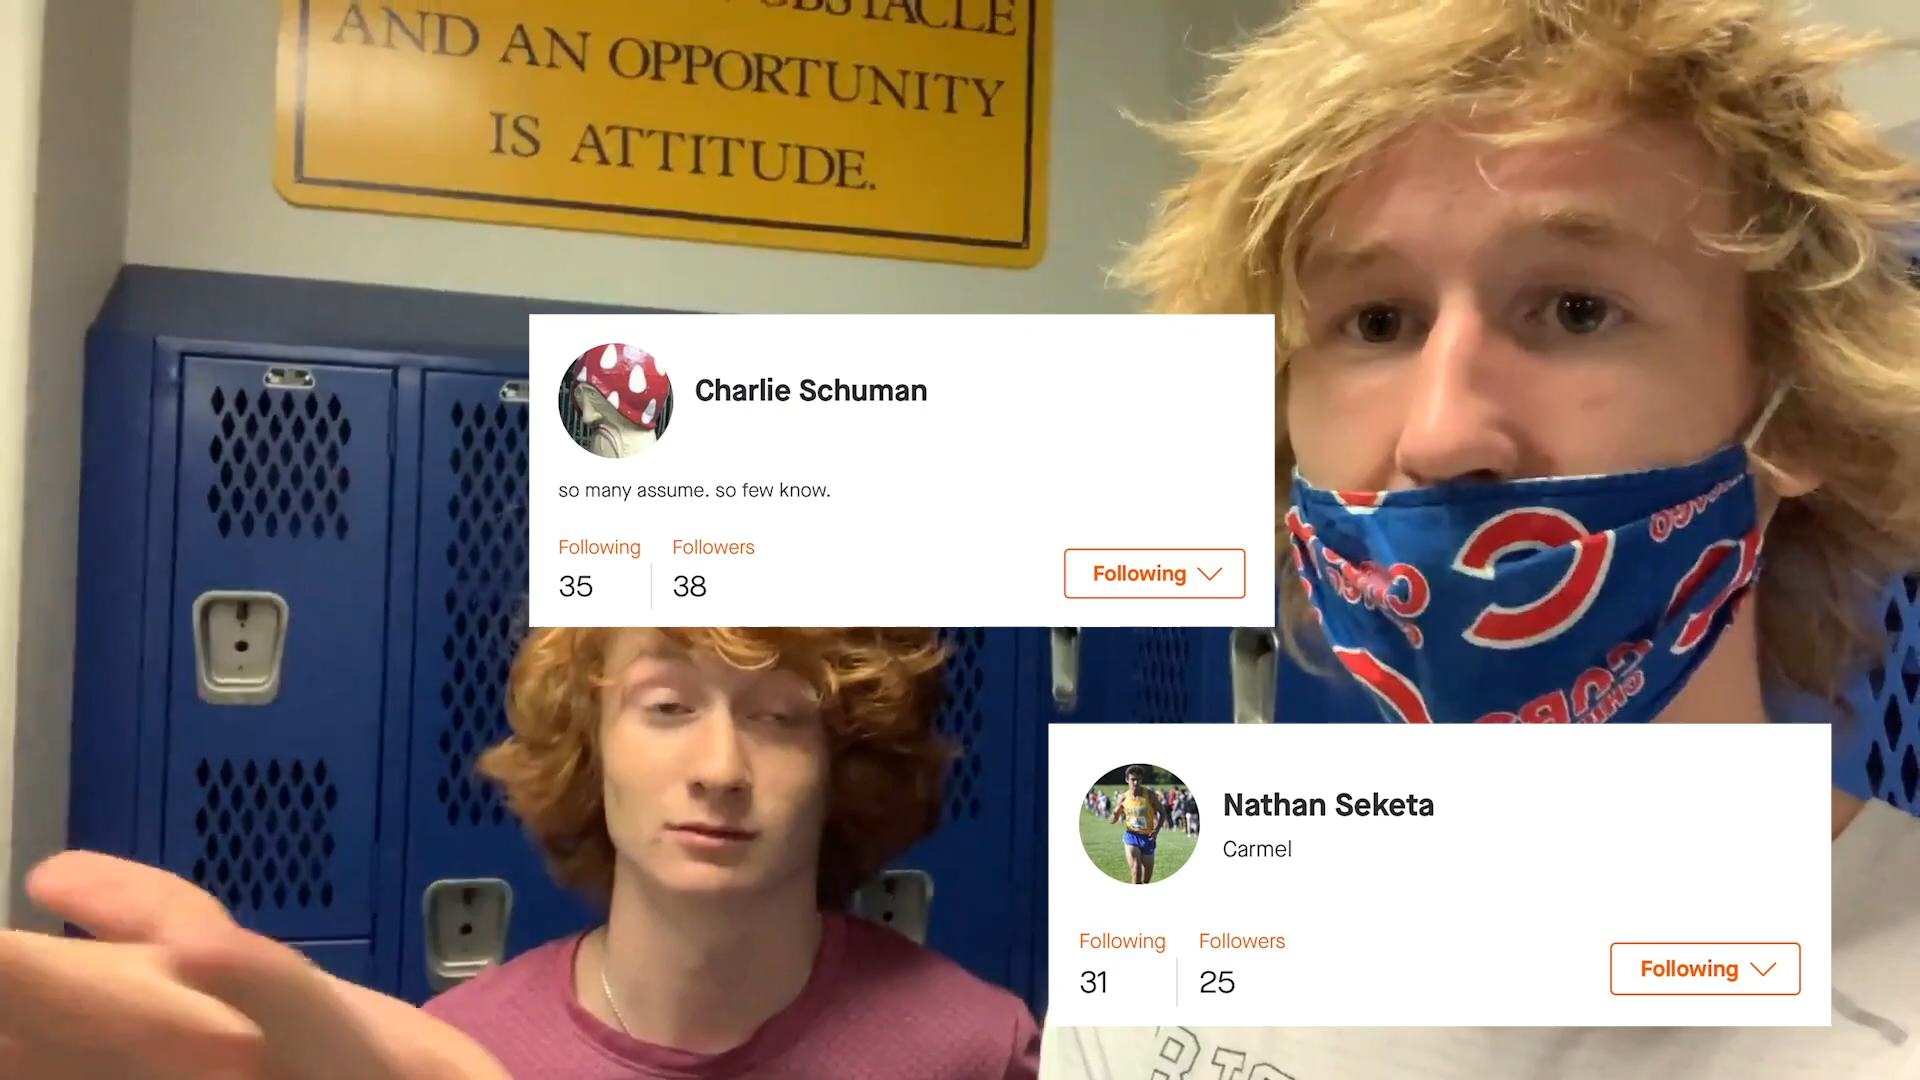 OBSTACLE
AND AN OPPORTUNITY
IS ATTITUDE.
Charlie Schuman
so many assume. so few know.
Following Followers
35 38
Following
Nathan Seketa
Carmel
Following Followers
31 25
Following